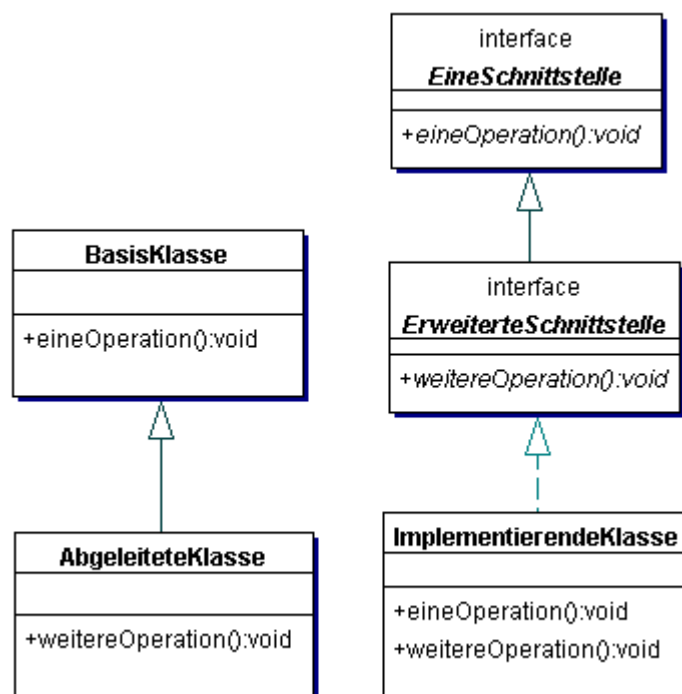 interface
EineSchnittstelle
+eineOperation():void
BasisKlasse
+eineOperation():void
interface
ErweiterteSchnittstelle
+weitereOperation():void
AbgeleiteteKlasse
+weitereOperation():void
ImplementierendeKlasse
+eineOperation():void
+weitereOperation():void